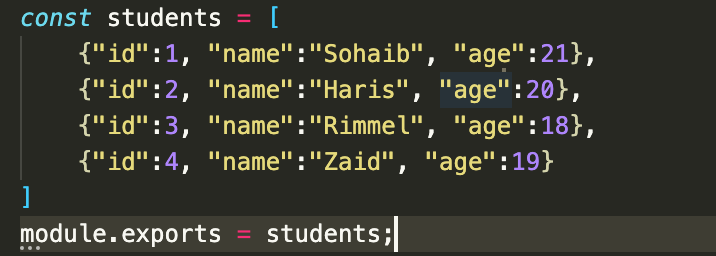 const students = [
    {"id":1, "name":"Sohaib", "age":21},
    {"id":2, "name":"Haris", "age":20},
    {"id":3, "name":"Rimmel", "age":18},
    {"id":4, "name":"Zaid", "age":19}
]
module.exports = students;